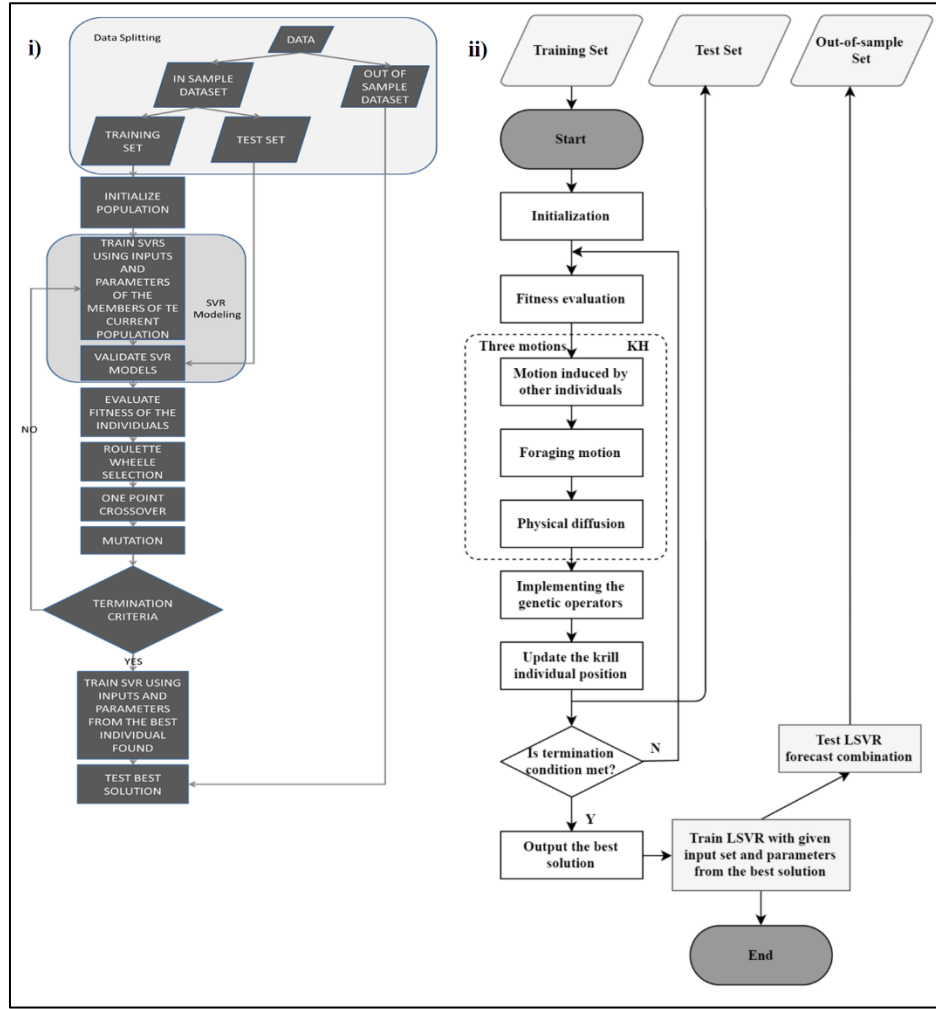 i)
Data Splitting
DATA
IN SAMPLE
DATASET
OUT OF
SAMPLE
DATASET
TRAINING
SET
TEST SET
INITIALIZE
POPULATION
TRAIN SVRS
USING INPUTS
AND
PARAMETERS
OF THE
MEMBERS OF TE
CURRENT
POPULATION
SVR
Modeling
VALIDATE SVR
MODELS
EVALUATE
FITNESS OF THE
INDIVIDUALS
NO
ROULETTE
WHEELE
SELECTION
ONE POINT
CROSSOVER
MUTATION
TERMINATION
CRITERIA
YES
TRAIN SVR USING
INPUTS AND
PARAMETERS
FROM THE BEST
INDIVIDUAL
FOUND
TEST BEST
SOLUTION
ii)
Training Set
Test Set
Out-of-sample
Set
Start
Initialization
Fitness evaluation
Three motions
KH
Motion induced by
other individuals
Foraging motion
Physical diffusion
Implementing the
genetic operators
Update the krill
individual position
Is termination
condition met?
N
Y
Output the best
solution
Train LSVR with given
input set and parameters
from the best solution
Test LSVR
forecast combination
End